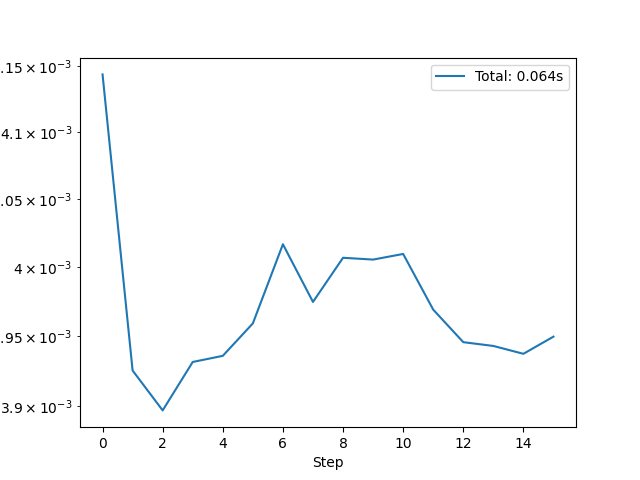 Total: 0.064s
.15 × 10⁻³
4.1 × 10⁻³
.05 × 10⁻³
4 × 10⁻³
.95 × 10⁻³
3.9 × 10⁻³
0 2 4 6 8 10 12 14
Step